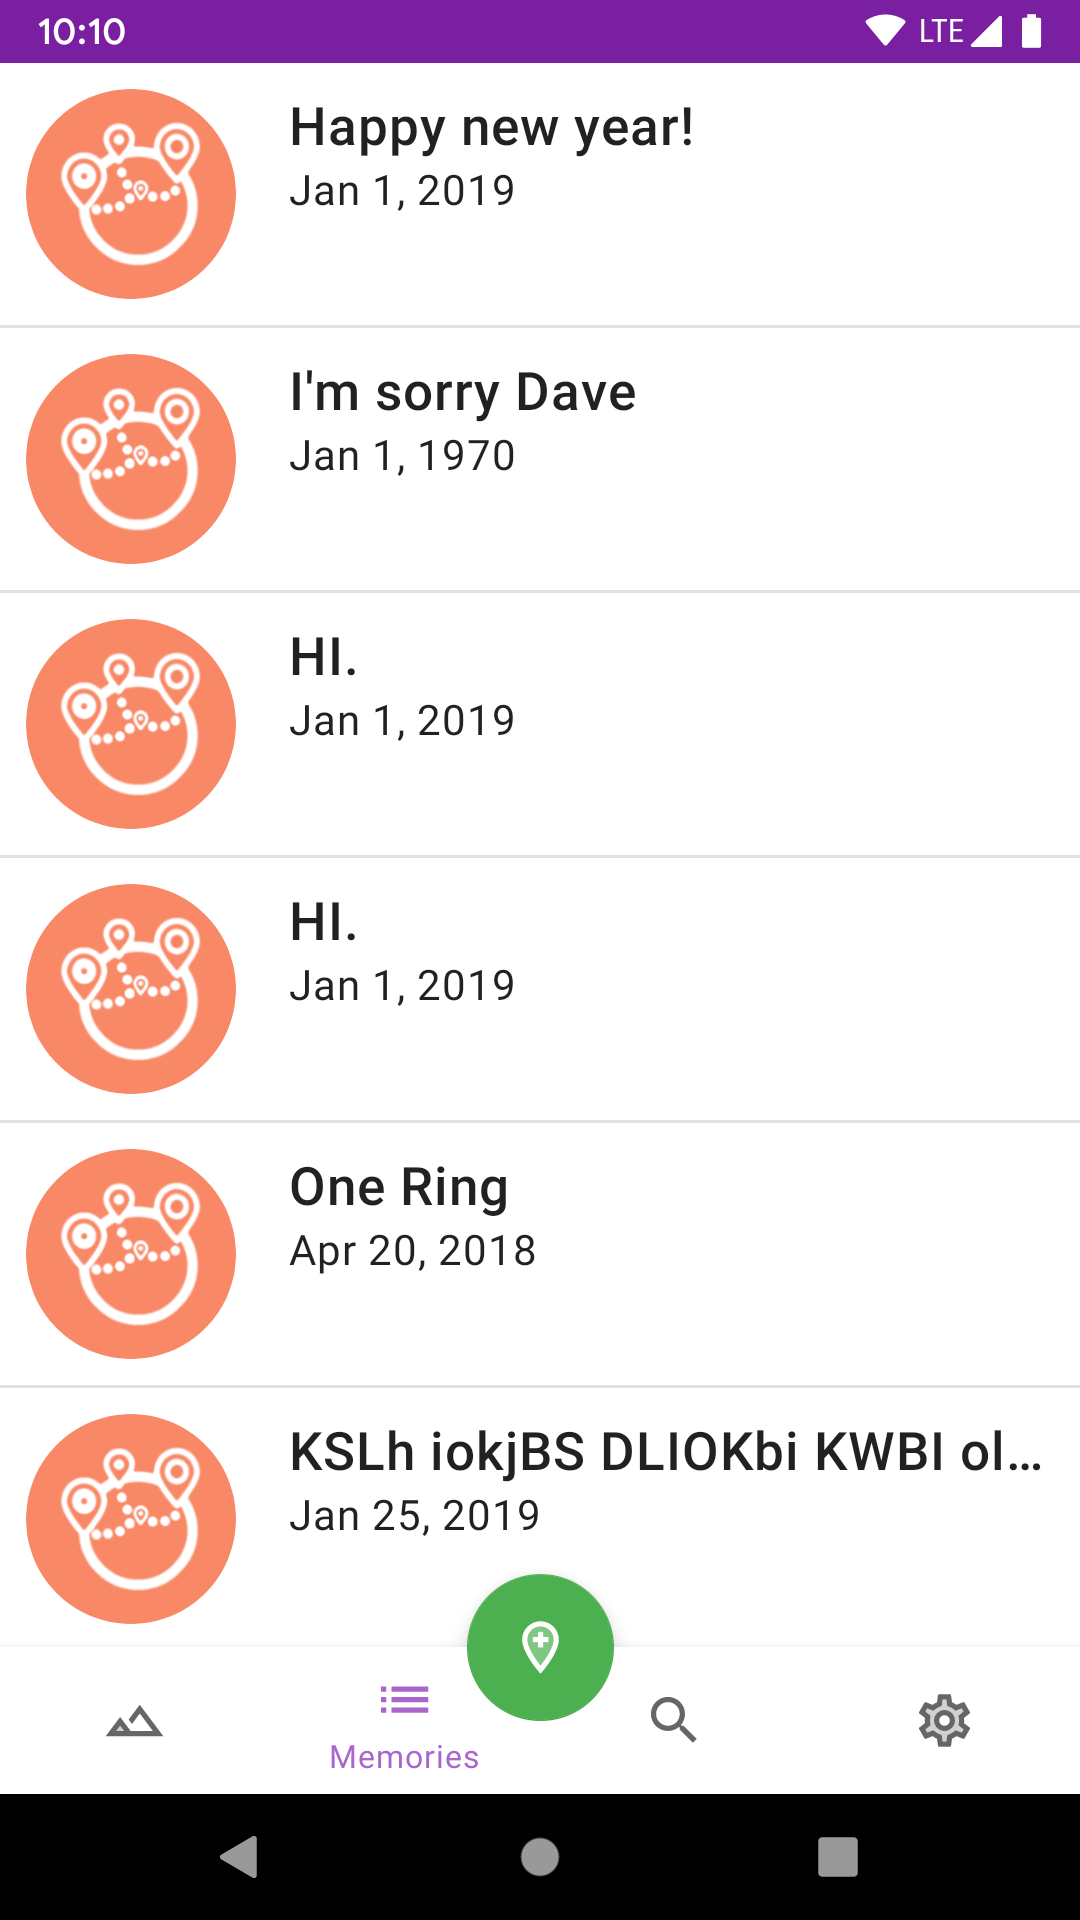 10:10
LTE
Happy new year!
Jan 1, 2019
I'm sorry Dave
Jan 1, 1970
HI.
Jan 1, 2019
HI.
Jan 1, 2019
One Ring
Apr 20, 2018
KSLh iokjBS DLIOKbi KWBI ol...
Jan 25, 2019
Memories